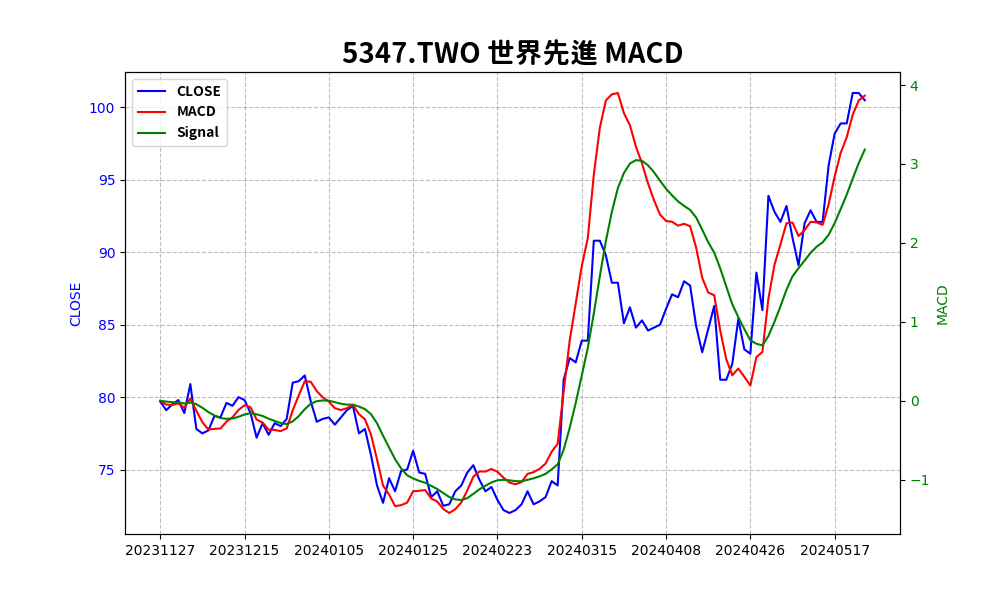 5347.TWO 世界先進 MACD
CLOSE
MACD
Signal
100
95
90
85
80
75
CLOSE
4
3
2
1
0
−1
MACD
20231127 20231215 20240105 20240125 20240223 20240315 20240408 20240426 20240517